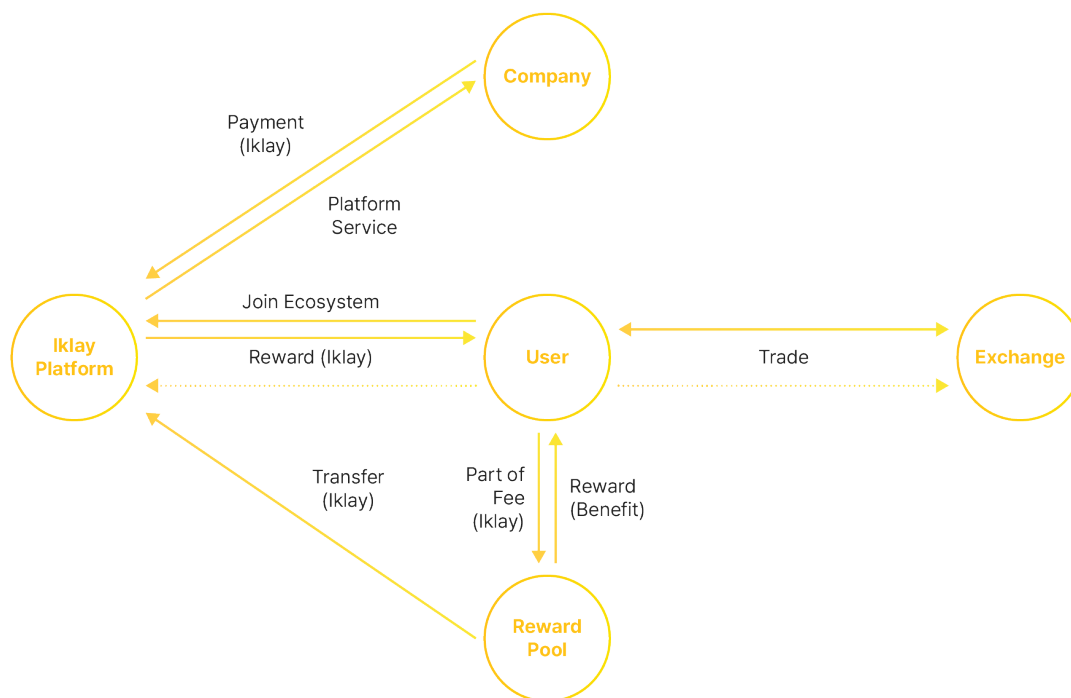 Company
Payment
(Iklay)
Platform
Service
Join Ecosystem
Iklay
Platform
Reward (Iklay)
User
Trade
Exchange
Transfer
(Iklay)
Part of
Fee
(Iklay)
Reward
(Benefit)
Reward
Pool